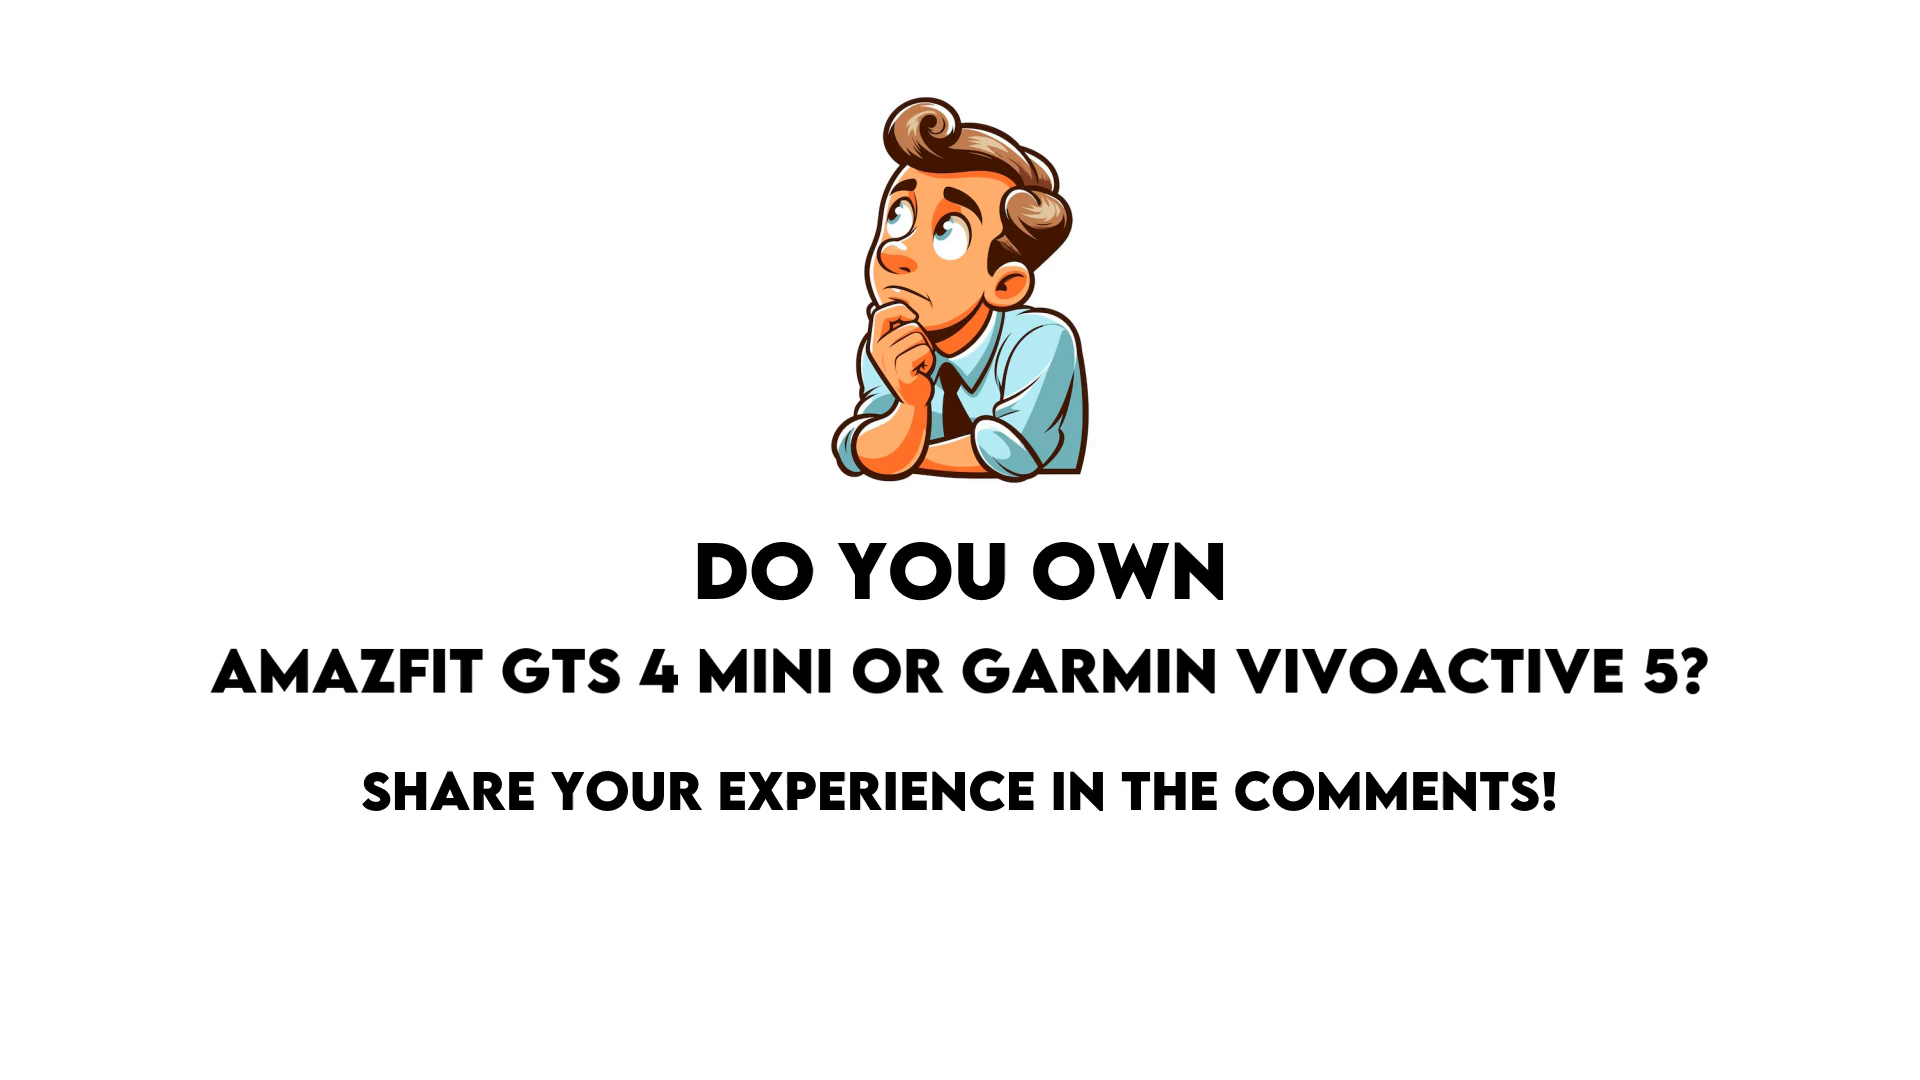 DO YOU OWN
AMAZFIT GTS 4 MINI OR GARMIN VIVOACTIVE 5?
SHARE YOUR EXPERIENCE IN THE COMMENTS!